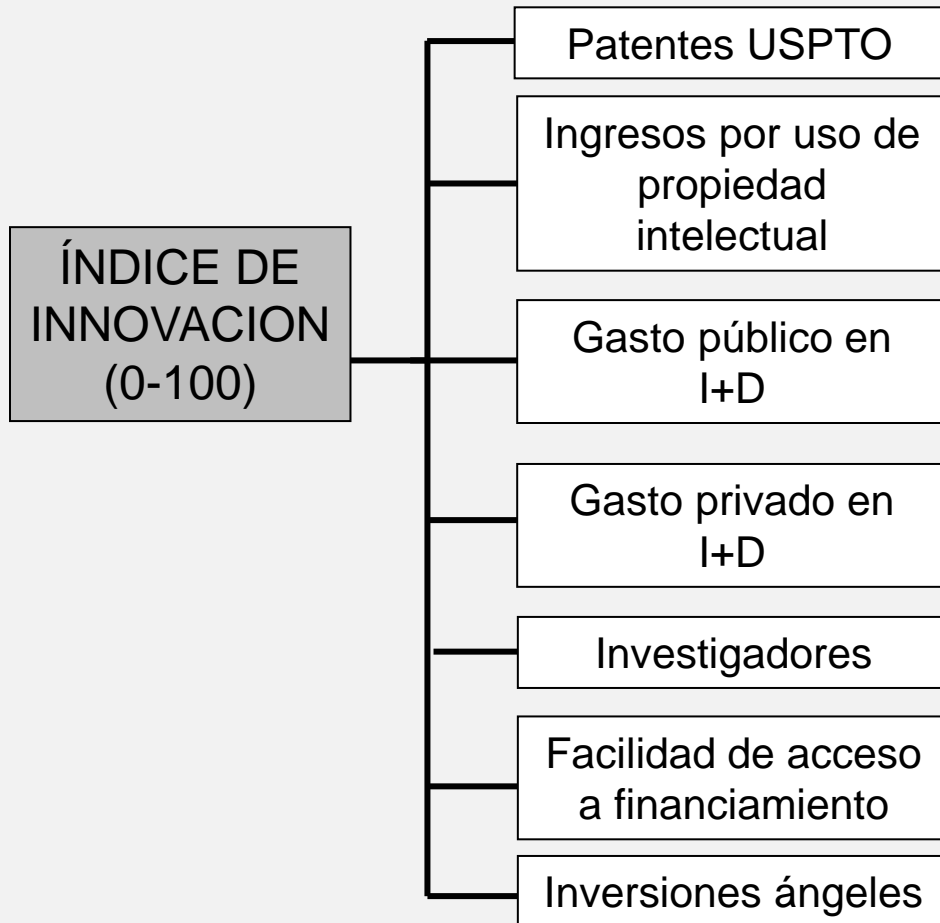 Patentes USPTO
Ingresos por uso de
propiedad
intelectual
ÍNDICE DE
INNOVACION
(0-100)
Gasto público en
I+D
Gasto privado en
I+D
Investigadores
Facilidad de acceso
a financiamiento
Inversiones ángeles